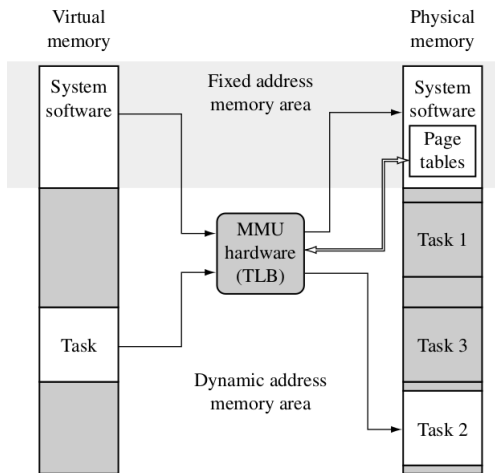 Virtual
memory
Physical
memory
System
software
Fixed address
memory area
System
software
Page
tables
MMU
hardware
(TLB)
Task 1
Task
Task 3
Dynamic address
memory area
Task 2